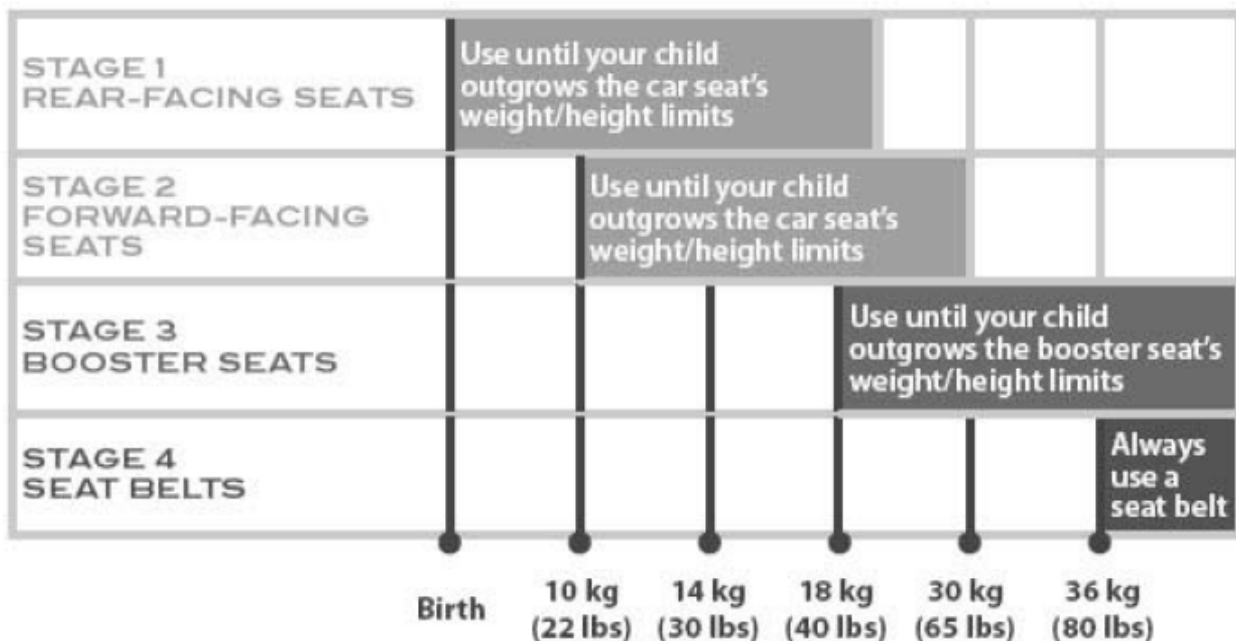 STAGE 1
REAR-FACING SEATS
Use until your child
outgrows the car seat's
weight/height limits
STAGE 2
FORWARD-FACING
SEATS
Use until your child
outgrows the car seat's
weight/height limits
STAGE 3
BOOSTER SEATS
Use until your child
outgrows the booster seat's
weight/height limits
STAGE 4
SEAT BELTS
Always
use a
seat belt
Birth
10 kg
(22 lbs)
14 kg
(30 lbs)
18 kg
(40 lbs)
30 kg
(65 lbs)
36 kg
(80 lbs)